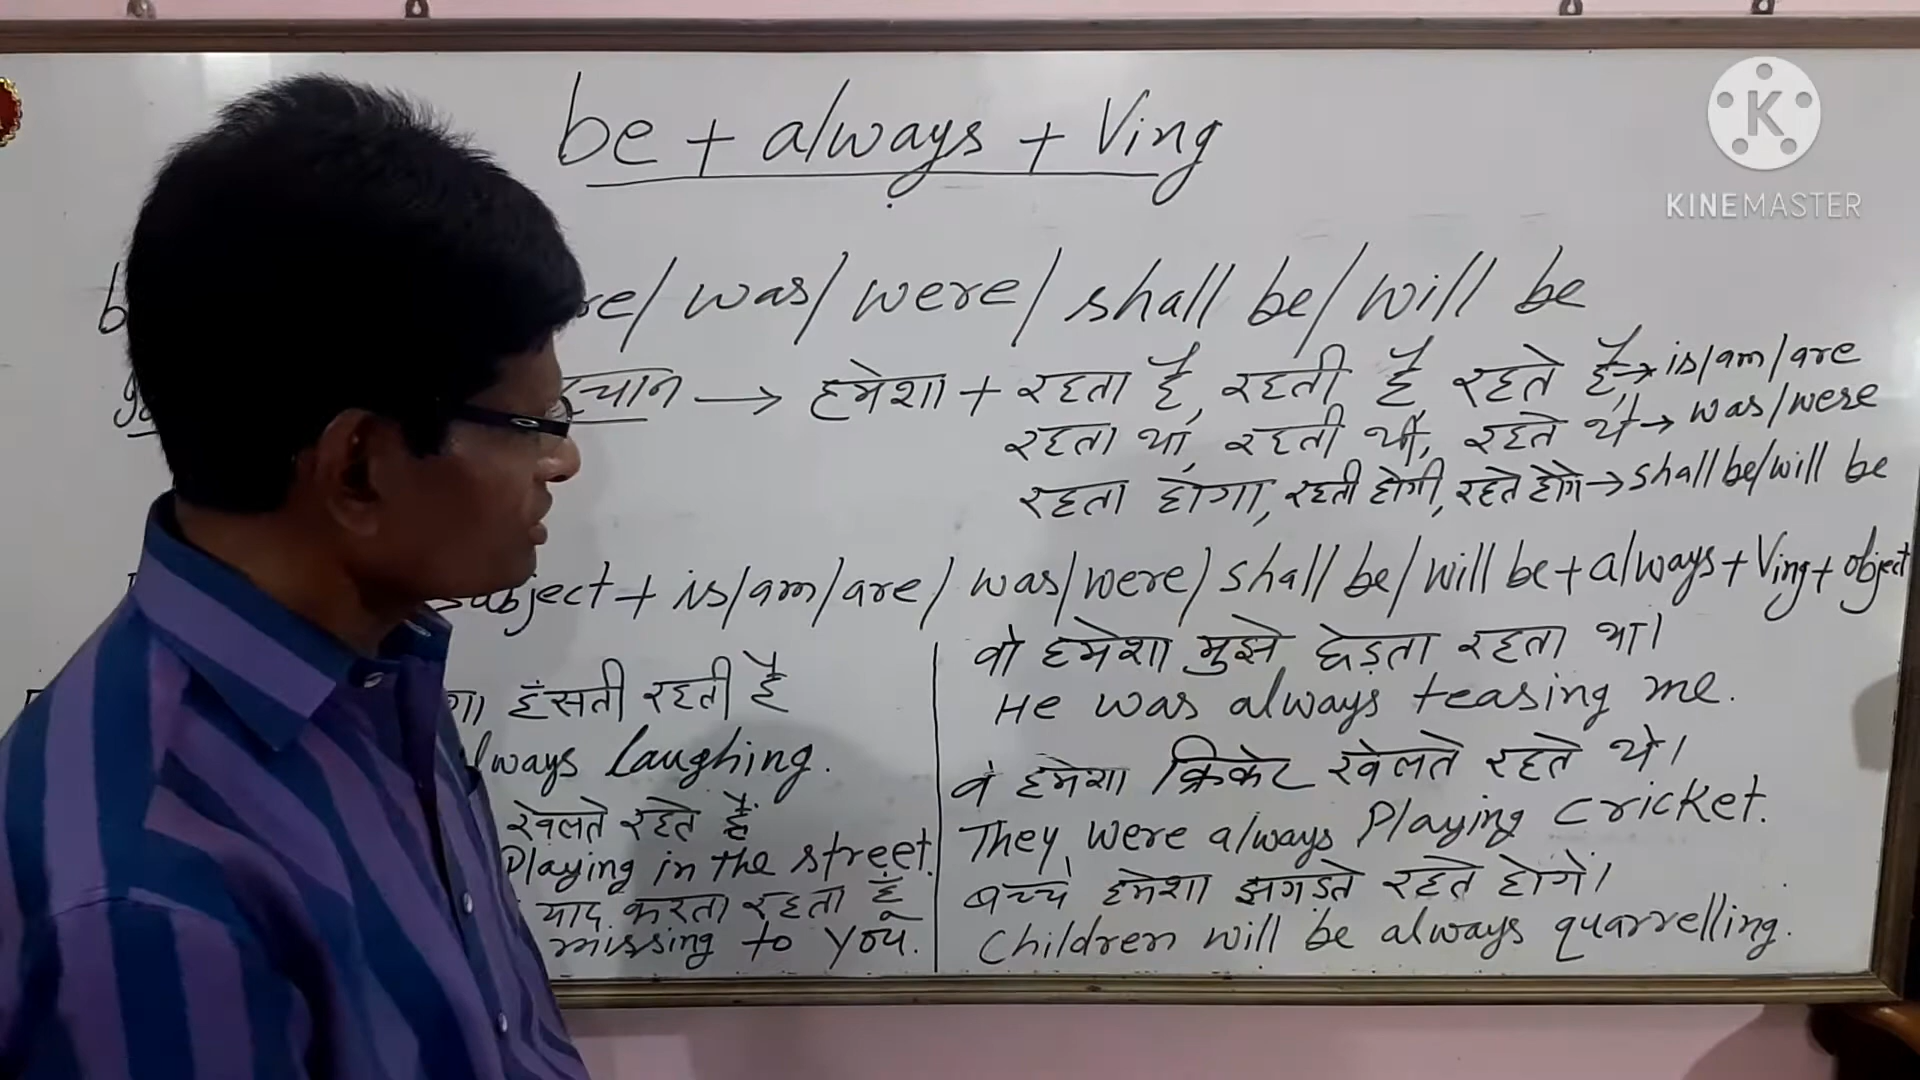 be + always + Ving
K
KINEMASTER
re/ was/ were/ shall be/ will be
→ हमेशा + रहता है, रहती है, रहते हैं → is/am/are
रहता था, रहती थी, रहते थे → was/were
रहता होगा, रहती होगी, रहते होंगे → shall be/will be
subject + is/am/are/ was/were/ shall be/ will be + always + Ving + object
हंसती रहती है
lways Laughing.
खेलते रहते है
Playing in the street.
याद करता रहता हूँ
missing to you.
वो हमेशा मुझे छेड़ता रहता था।
He was always teasing me.
वे हमेशा क्रिकेट खेलते रहते थे।
They were always Playing cricket.
बच्चे हमेशा झगड़ते रहते होंगे।
Children will be always quarrelling.